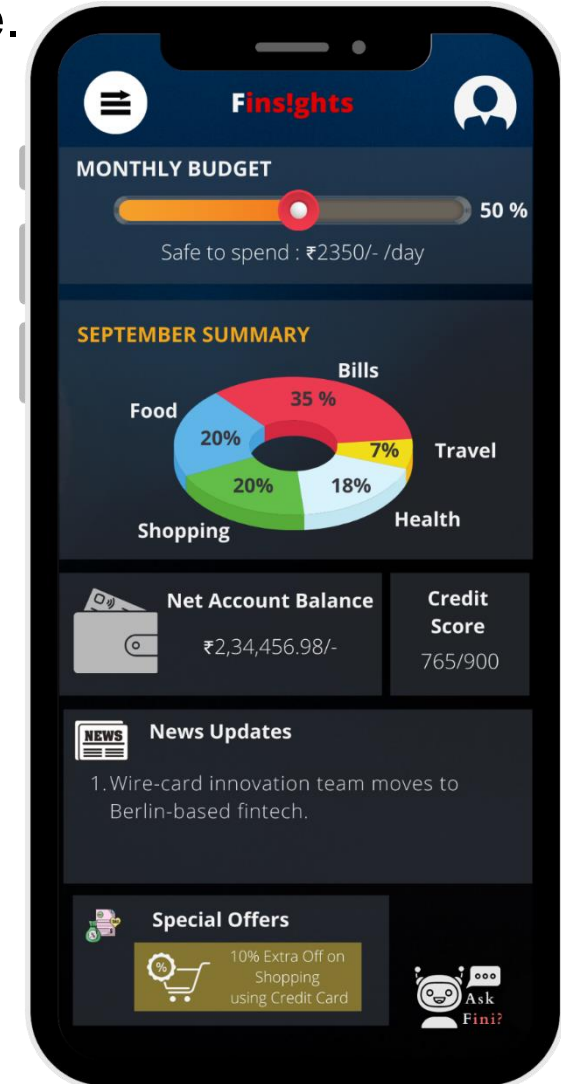 e.
Fins!ghts
MONTHLY BUDGET
50 %
Safe to spend : ₹2350/- /day
SEPTEMBER SUMMARY
Bills
35 %
Food
20%
7%
Travel
20%
18%
Health
Shopping
Net Account Balance
₹2,34,456.98/-
Credit
Score
765/900
NEWS
News Updates
1. Wire-card innovation team moves to
Berlin-based fintech.
Special Offers
%
10% Extra Off on
Shopping
using Credit Card
Ask
Fini?